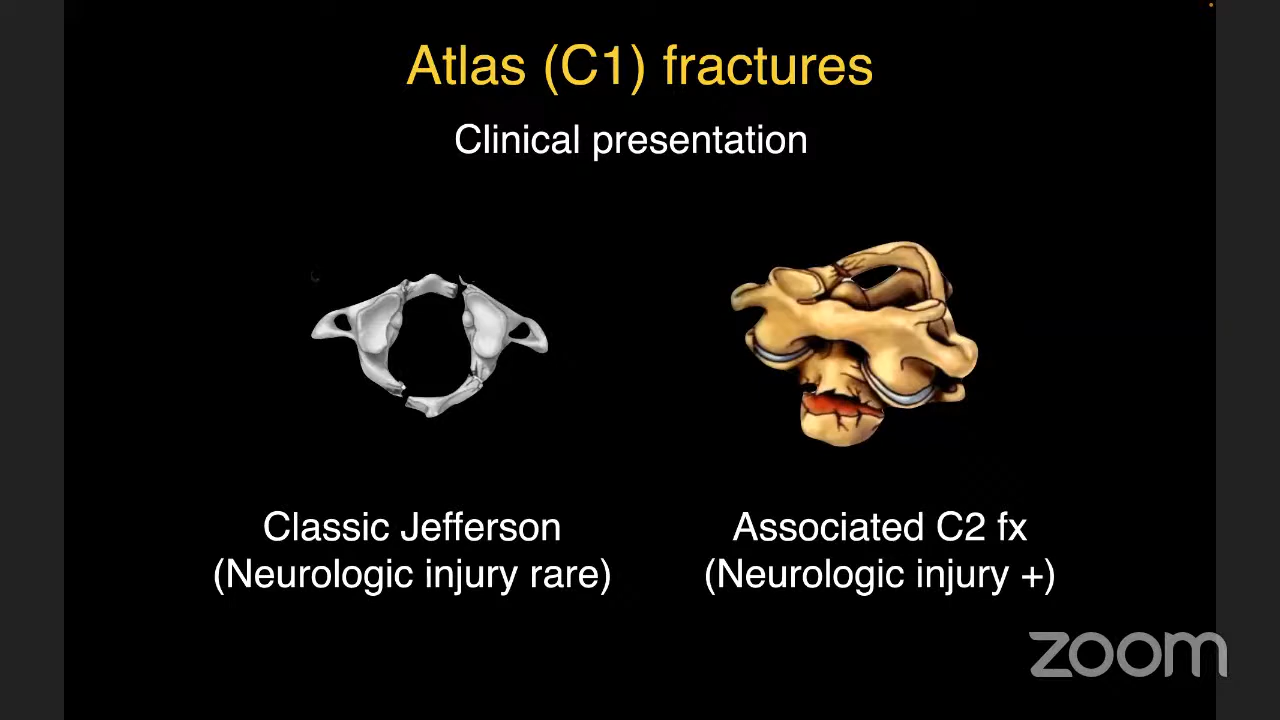 Atlas (C1) fractures
Clinical presentation
Classic Jefferson
(Neurologic injury rare)
Associated C2 fx
(Neurologic injury +)
zoom